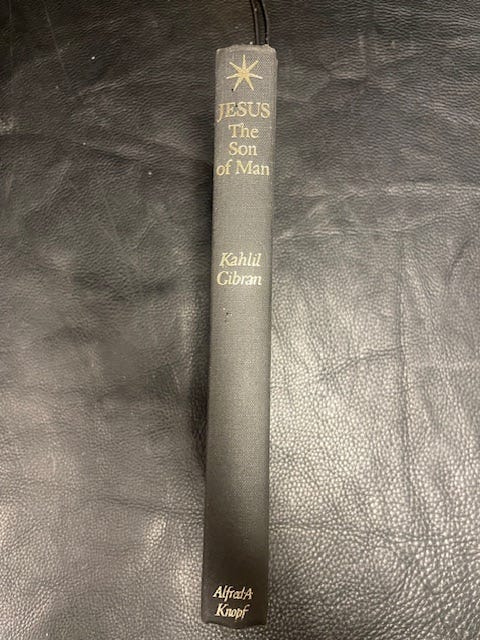 JESUS
The
Son
of Man
Kahlil
Gibran
Alfred A
Knopf